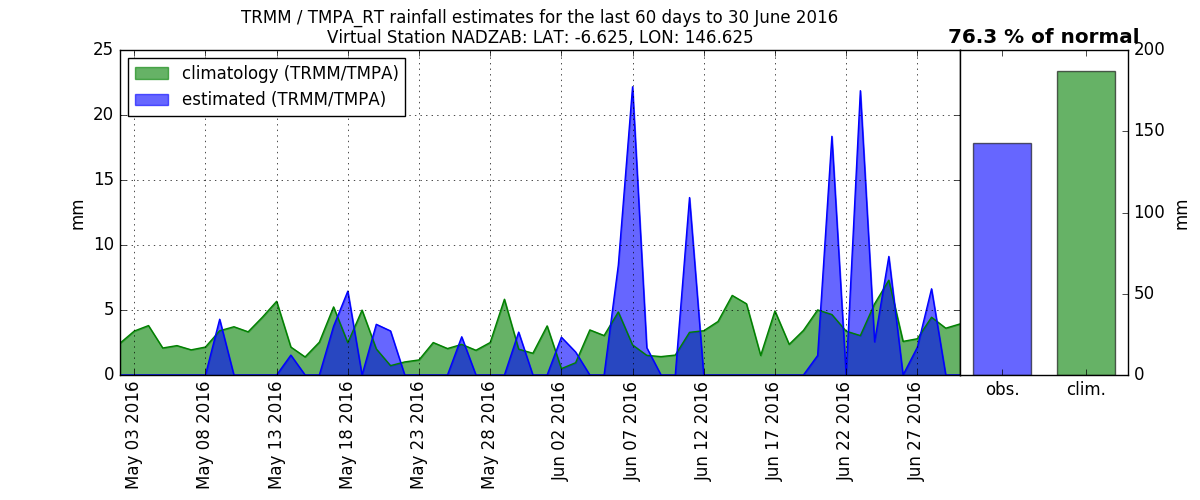 TRMM / TMPA_RT rainfall estimates for the last 60 days to 30 June 2016
Virtual Station NADZAB: LAT: -6.625, LON: 146.625
76.3 % of normal
climatology (TRMM/TMPA)
estimated (TRMM/TMPA)
25
20
15
10
5
0
mm
May 03 2016
May 08 2016
May 13 2016
May 18 2016
May 23 2016
May 28 2016
Jun 02 2016
Jun 07 2016
Jun 12 2016
Jun 17 2016
Jun 22 2016
Jun 27 2016
200
150
100
50
0
mm
obs.
clim.